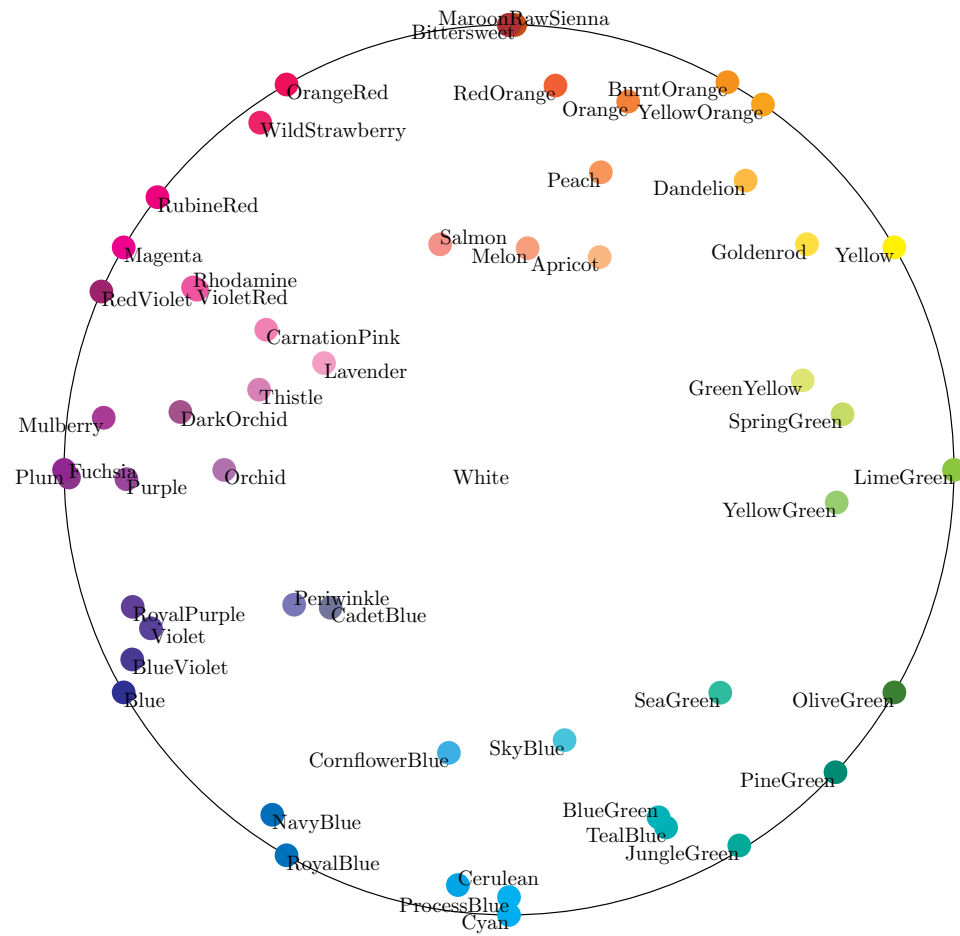 MaroonRawSienna
Bittersweet
OrangeRed
RedOrange
BurntOrange
Orange
YellowOrange
WildStrawberry
Peach
Dandelion
RubineRed
Salmon
Melon
Apricot
Goldenrod
Yellow
Magenta
Rhodamine
RedViolet
VioletRed
CarnationPink
Lavender
GreenYellow
Thistle
Mulberry
DarkOrchid
SpringGreen
Plum
Fuchsia
Purple
Orchid
White
LimeGreen
YellowGreen
Periwinkle
RoyalPurple
CadetBlue
Violet
BlueViolet
Blue
SeaGreen
OliveGreen
CornflowerBlue
SkyBlue
PineGreen
NavyBlue
BlueGreen
TealBlue
RoyalBlue
JungleGreen
Cerulean
ProcessBlue
Cyan